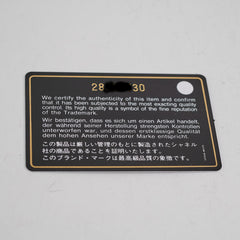 28 30
We certify the authenticity of this item and confirm
that it has been subjected to the most exacting quality
control. Its high quality is a symbol of the fine reputation
of the Trademark.
Wir bestätigen, dass es sich um einen Artikel handelt,
der während seiner Herstellung strengsten Kontrollen
unterworfen war, und dessen erstklassige Qualität
dem hohen Ansehen unserer Marke entspricht.
この製品は厳しい管理のもとに製造されたシャネル
社の商品であることを証明いたします。
このブランド・マークは最高級品質の象徴です。